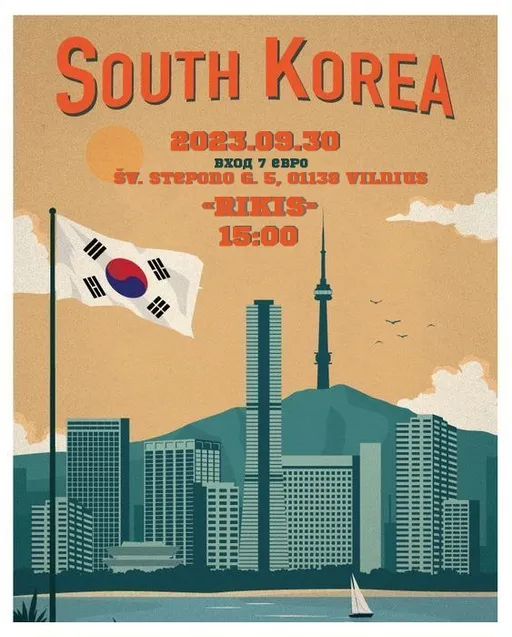 South Korea
2023.09.30
вход 7 евро
Šv. Stepono g. 5, 01138 Vilnius
«RIKIS»
15:00